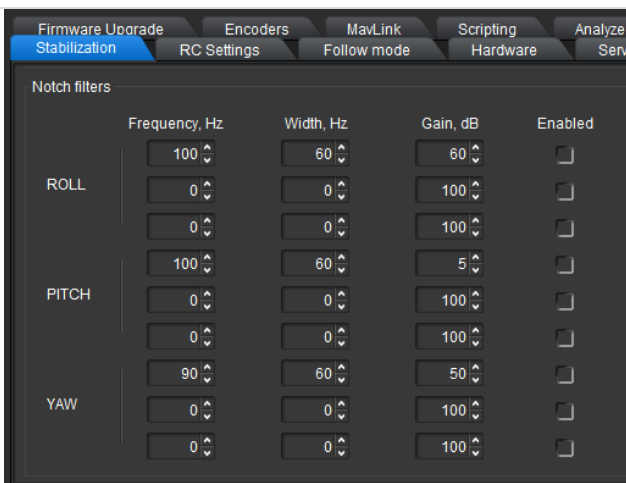 Firmware Upgrade Encoders MavLink Scripting Analyze
Stabilization RC Settings Follow mode Hardware Serv
Notch filters
Frequency, Hz Width, Hz Gain, dB Enabled
100 60 60
ROLL 0 0 100
0 0 100
100 60 5
PITCH 0 0 100
0 0 100
90 60 50
YAW 0 0 100
0 0 100